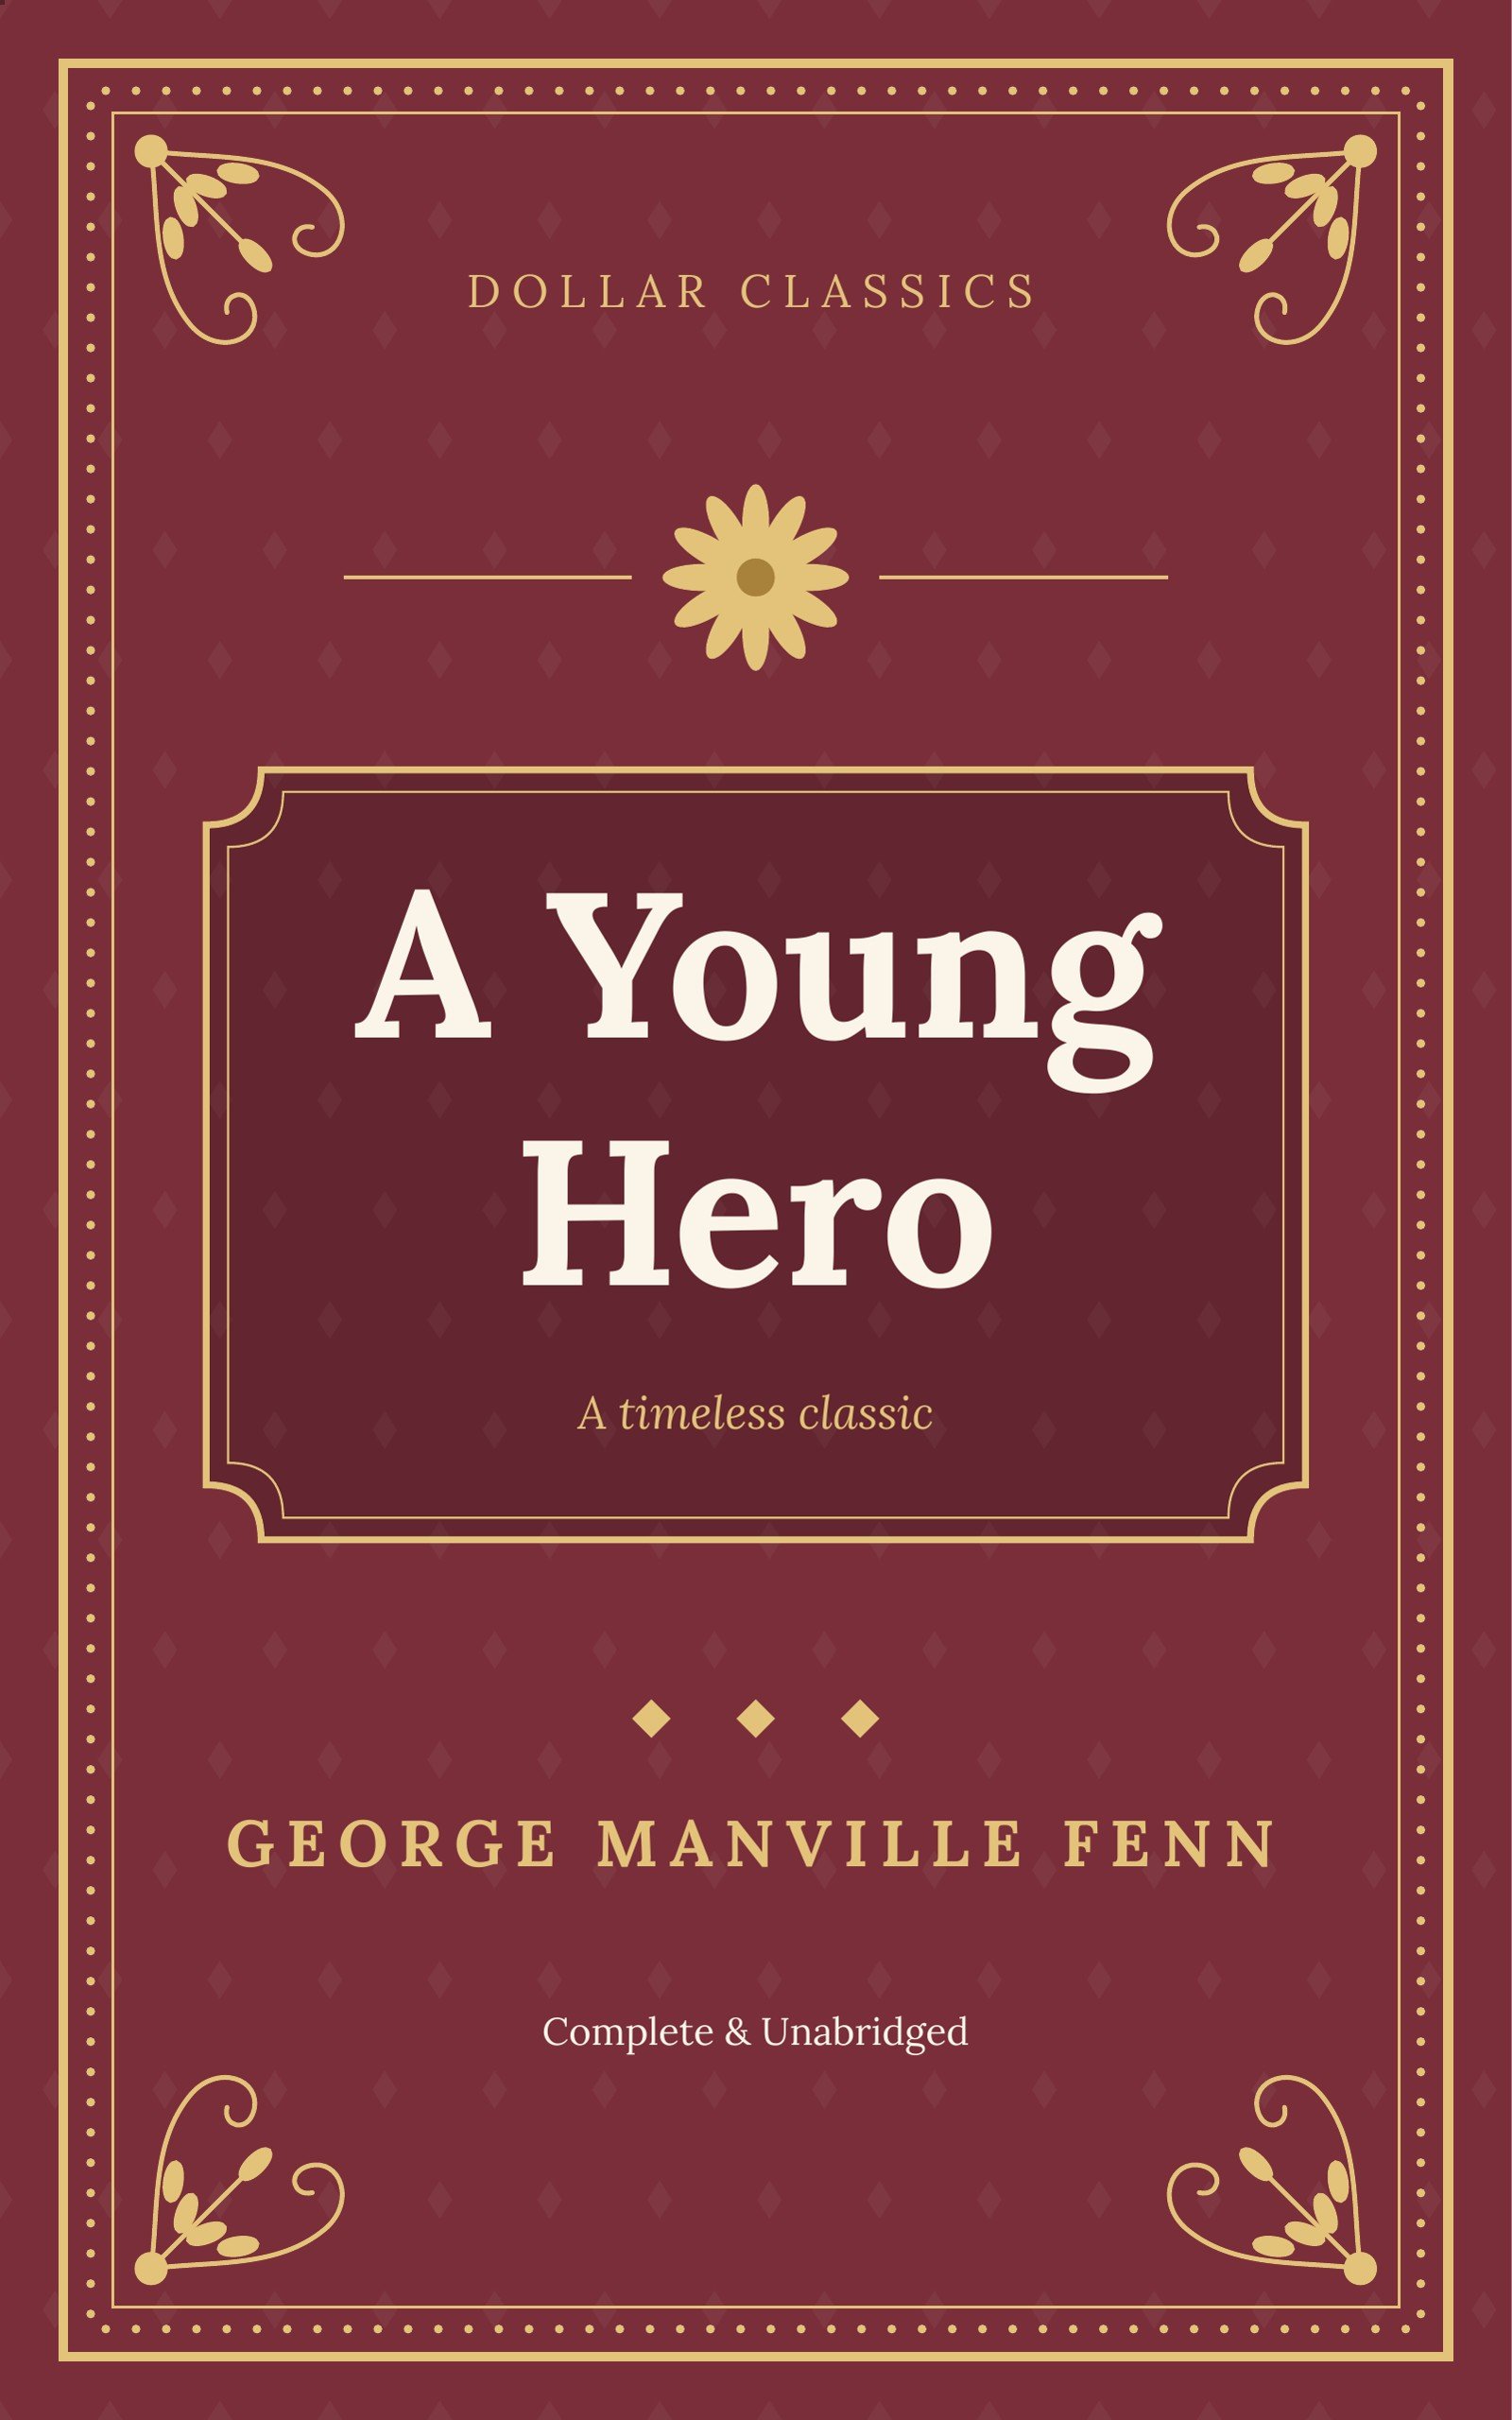 DOLLAR CLASSICS
A Young
Hero
A timeless classic
GEORGE MANVILLE FENN
Complete & Unabridged